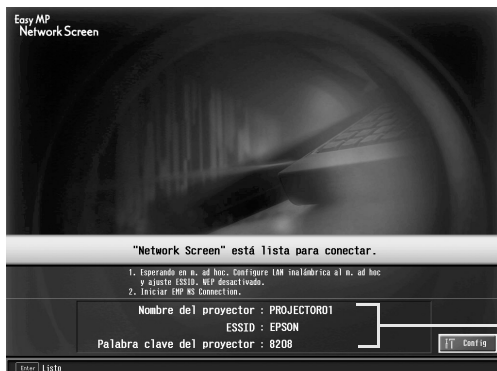 Easy MP
Network Screen
"Network Screen" está lista para conectar.
1. Esperando en m. ad hoc. Configure LAN inalámbrica al m. ad hoc
y ajuste ESSID. WEP desactivado.
2. Iniciar EMP NS Connection.
Nombre del proyector : PROJECTOR01
ESSID : EPSON
Palabra clave del proyector : 8208
Config
Enter Listo